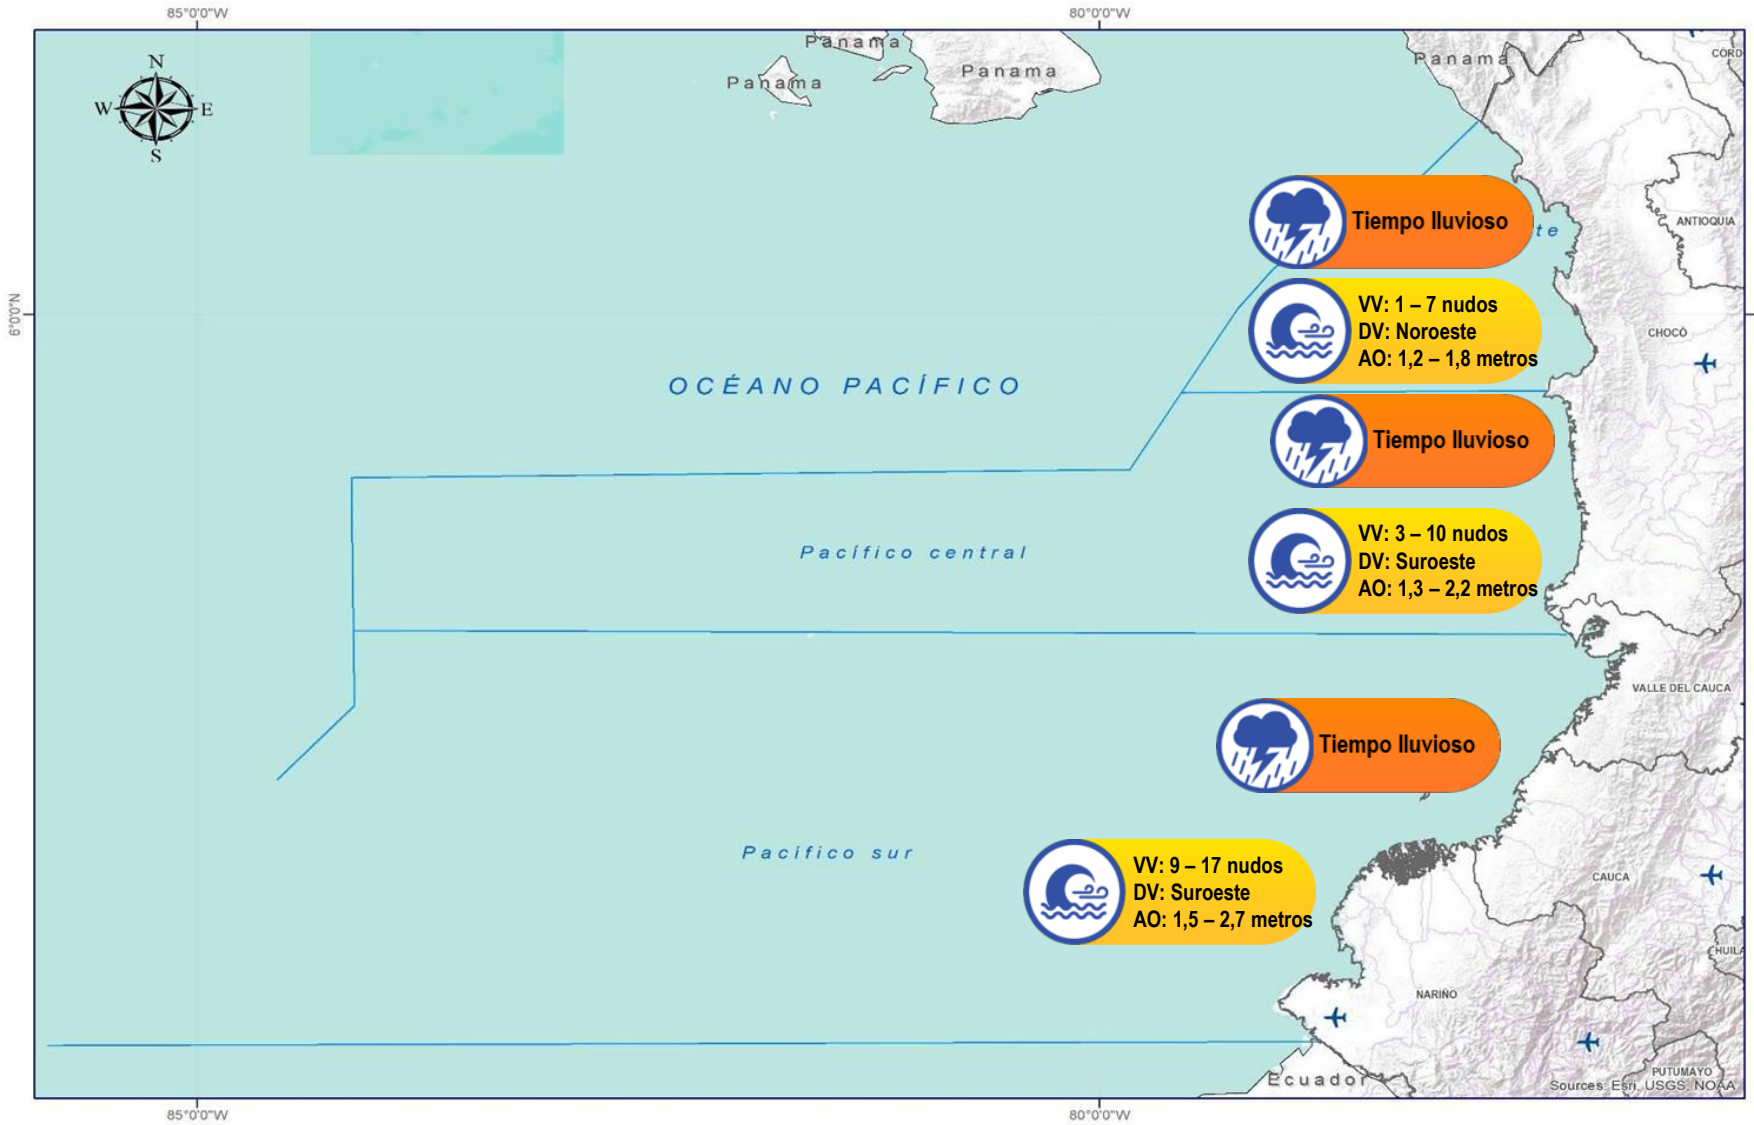 85°0'0"W
80°0'0"W
N
W
E
S
Panama
Panama
Panama
Panama
CÓRD
ANTIOQUIA
Tiempo lluvioso
te
6°0'0"N
VV: 1 – 7 nudos
DV: Noroeste
AO: 1,2 – 1,8 metros
CHOCÓ
OCÉANO PACÍFICO
Tiempo lluvioso
Pacífico central
VV: 3 – 10 nudos
DV: Suroeste
AO: 1,3 – 2,2 metros
VALLE DEL CAUCA
Tiempo lluvioso
Pacífico sur
VV: 9 – 17 nudos
DV: Suroeste
AO: 1,5 – 2,7 metros
CAUCA
HUILA
NARIÑO
PUTUMAYO
Ecuador
Sources: Esri, USGS, NOAA
85°0'0"W
80°0'0"W